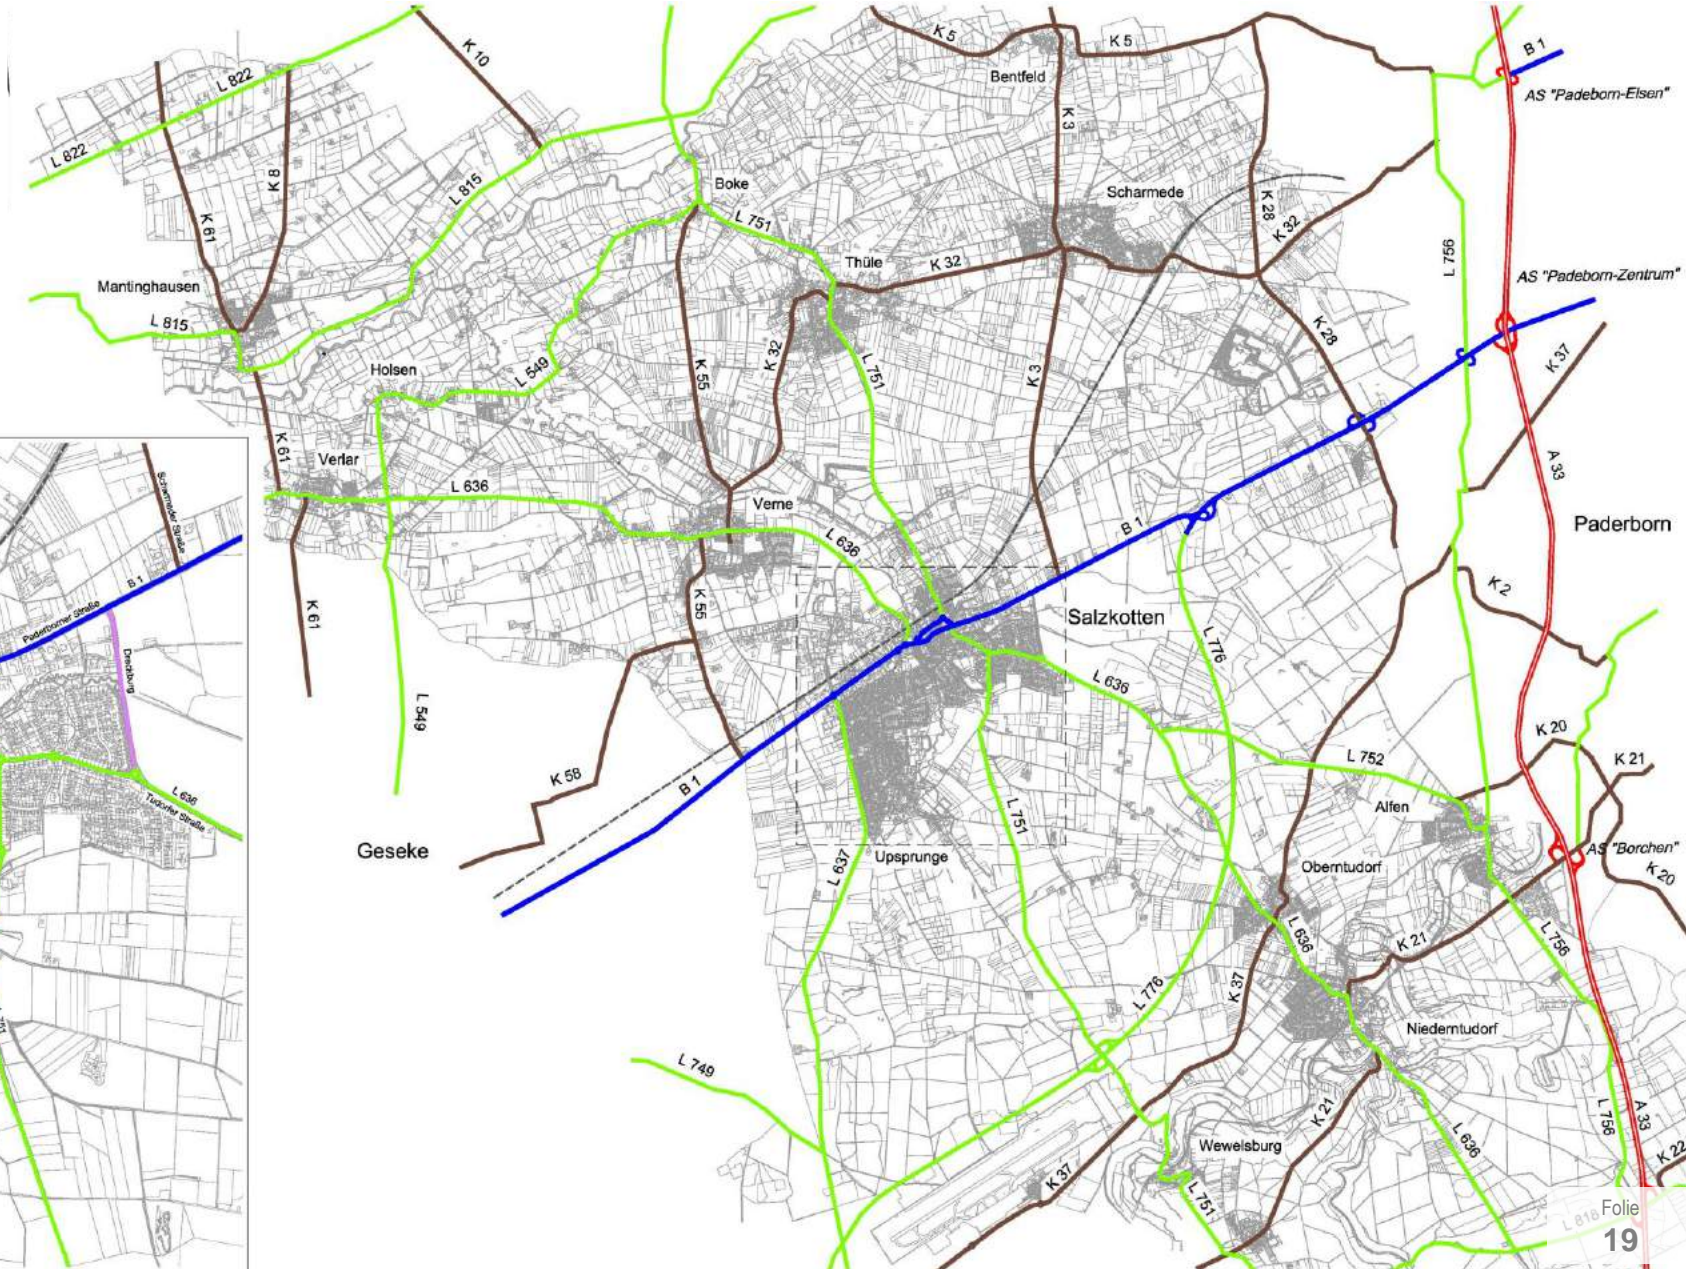 B 1
AS "Padeborn-Elsen"
K 5
K 5
K 10
Bentfeld
L 822
K 3
L 822
K 8
L 815
K 61
Boke
Scharmede
L 751
K 28
K 32
L 756
Thüle
K 32
AS "Padeborn-Zentrum"
Mantinghausen
L 815
K 28
K 37
Holsen
L 549
K 55
K 32
L 751
K 3
K 61
Verlar
A 33
L 636
Verne
Paderborn
B 1
L 636
K 2
K 61
K 55
Salzkotten
L 776
L 636
L 549
K 20
L 752
K 21
K 58
B 1
Alfen
L 751
Geseke
Upsprunge
AS "Borchen"
Oberntudorf
L 637
K 20
L 636
K 21
L 756
K 37
L 776
Niederntudorf
L 749
K 21
L 756
A 33
Wewelsburg
L 636
K 22
K 37
L 751
L 818
Scharmeder Straße
B 1
Paderborner Straße
Dreckburg
L 636
Tudorfer Straße
L 751
Folie
19